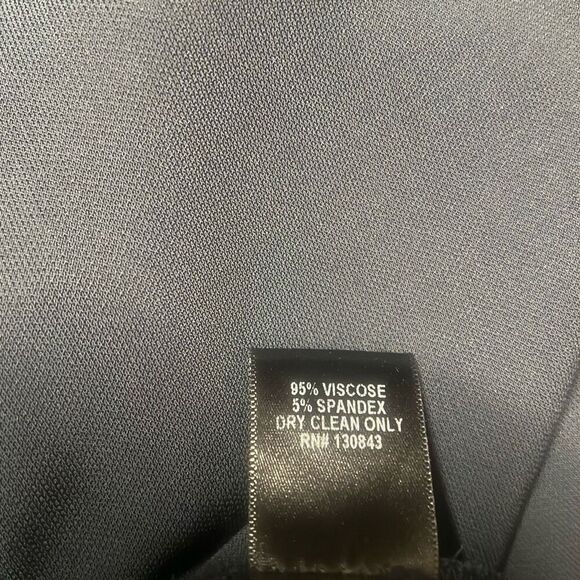 95% VISCOSE
5% SPANDEX
DRY CLEAN ONLY
RN# 130843